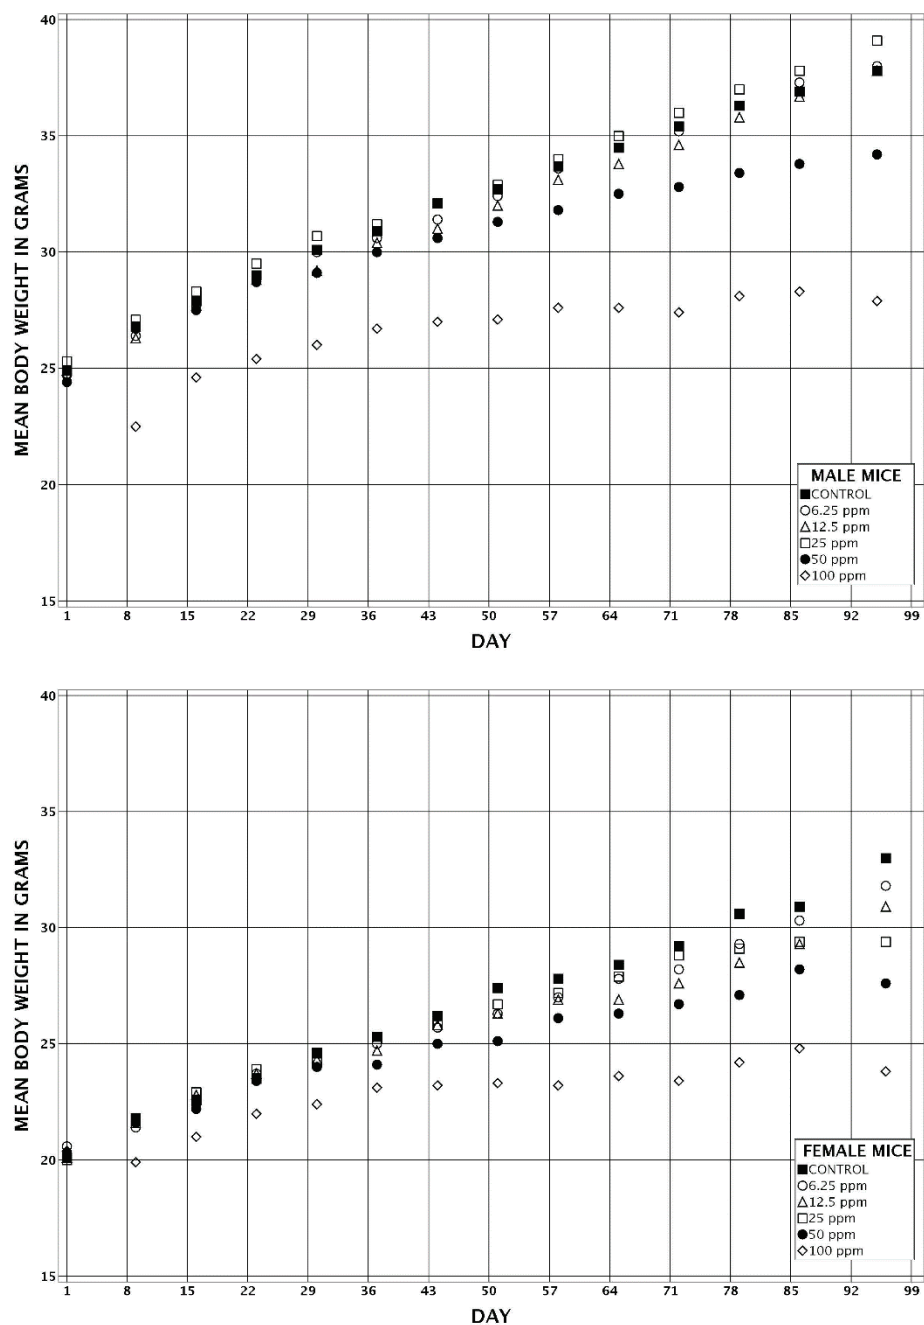 40
35
30
25
20
15
MEAN BODY WEIGHT IN GRAMS
MALE MICE
CONTROL
6.25 ppm
12.5 ppm
25 ppm
50 ppm
100 ppm
1 8 15 22 29 36 43 51 57 64 71 78 85 92 99
DAY
40
35
30
25
20
15
MEAN BODY WEIGHT IN GRAMS
FEMALE MICE
CONTROL
6.25 ppm
12.5 ppm
25 ppm
50 ppm
100 ppm
1 8 15 22 29 36 43 50 57 64 71 78 85 92 99
DAY